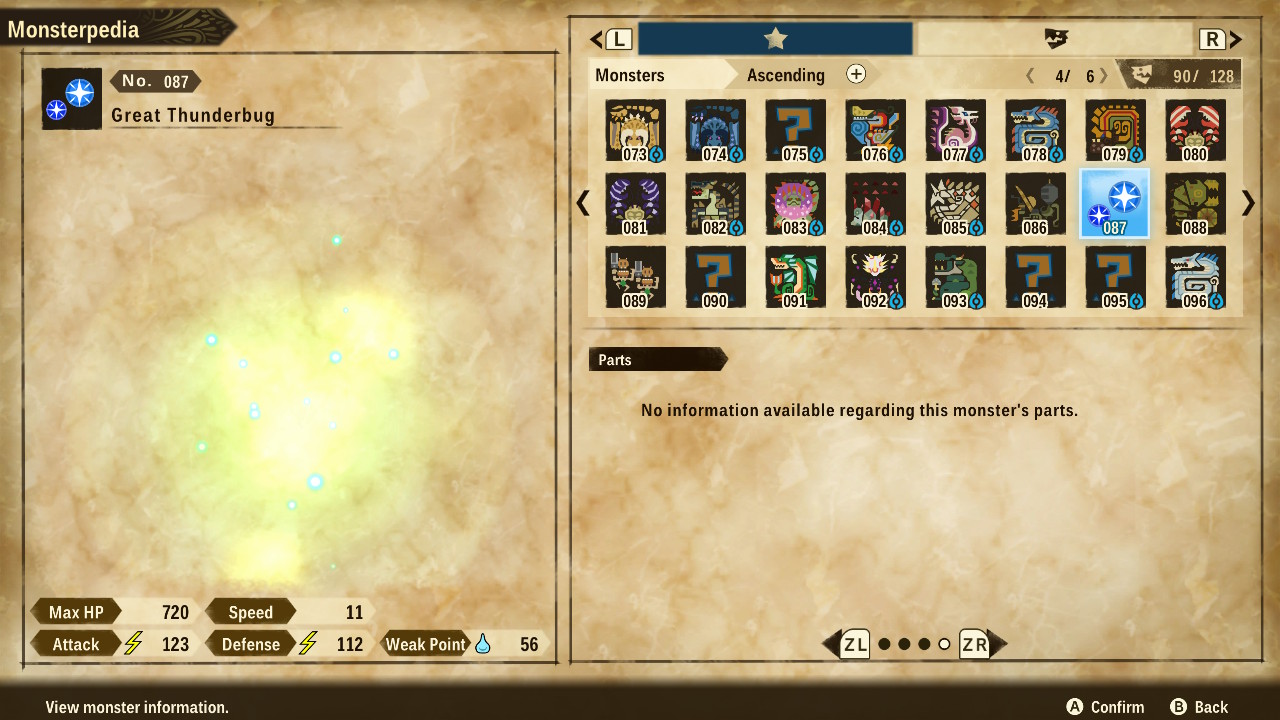 Monsterpedia
No. 087
Great Thunderbug
L
R
Monsters
Ascending
4/ 6
90/ 128
073
074
075
076
077
078
079
080
081
082
083
084
085
086
087
088
089
090
091
092
093
094
095
096
Parts
No information available regarding this monster's parts.
Max HP 720
Speed 11
Attack 123
Defense 112
Weak Point 56
ZL
ZR
View monster information.
A Confirm
B Back